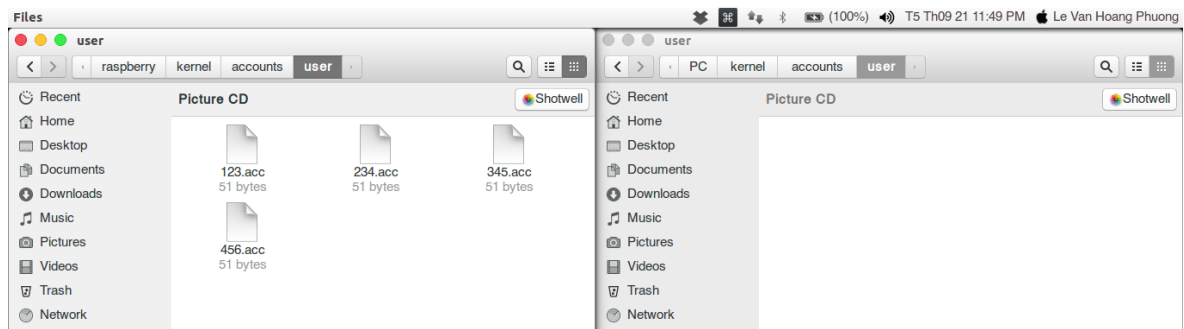 Files (100%) T5 Th09 21 11:49 PM Le Van Hoang Phuong
user
raspberry kernel accounts user
Recent
Home
Desktop
Documents
Downloads
Music
Pictures
Videos
Trash
Network
Picture CD Shotwell
123.acc 234.acc 345.acc
51 bytes 51 bytes 51 bytes
456.acc
51 bytes
user
PC kernel accounts user
Recent
Home
Desktop
Documents
Downloads
Music
Pictures
Videos
Trash
Network
Picture CD Shotwell